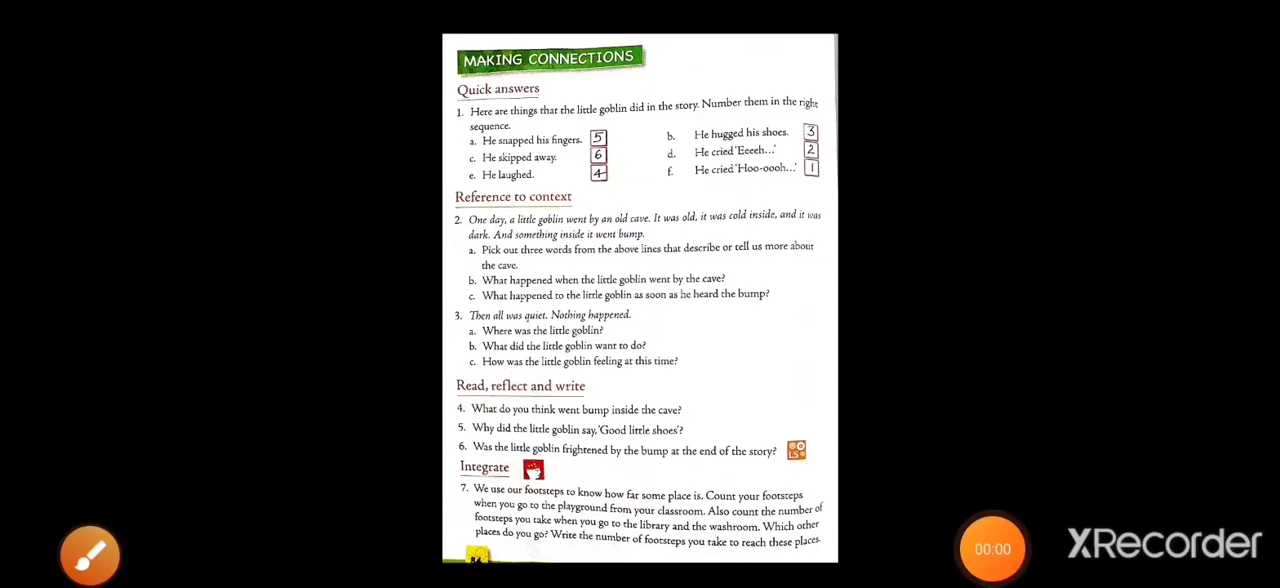 MAKING CONNECTIONS
Quick answers
1. Here are things that the little goblin did in the story. Number them in the right
sequence.
a. He snapped his fingers. 5 b. He hugged his shoes. 3
c. He skipped away. 6 d. He cried 'Eeeeh...' 2
e. He laughed. 4 f. He cried 'Hoo-oooh...' 1
Reference to context
2. One day, a little goblin went by an old cave. It was old, it was cold inside, and it was
dark. And something inside it went bump.
a. Pick out three words from the above lines that describe or tell us more about
the cave.
b. What happened when the little goblin went by the cave?
c. What happened to the little goblin as soon as he heard the bump?
3. Then all was quiet. Nothing happened.
a. Where was the little goblin?
b. What did the little goblin want to do?
c. How was the little goblin feeling at this time?
Read, reflect and write
4. What do you think went bump inside the cave?
5. Why did the little goblin say, 'Good little shoes'?
6. Was the little goblin frightened by the bump at the end of the story?
LS
Integrate
7. We use our footsteps to know how far some place is. Count your footsteps
when you go to the playground from your classroom. Also count the number of
footsteps you take when you go to the library and the washroom. Which other
places do you go? Write the number of footsteps you take to reach these places.
00:00
XRecorder